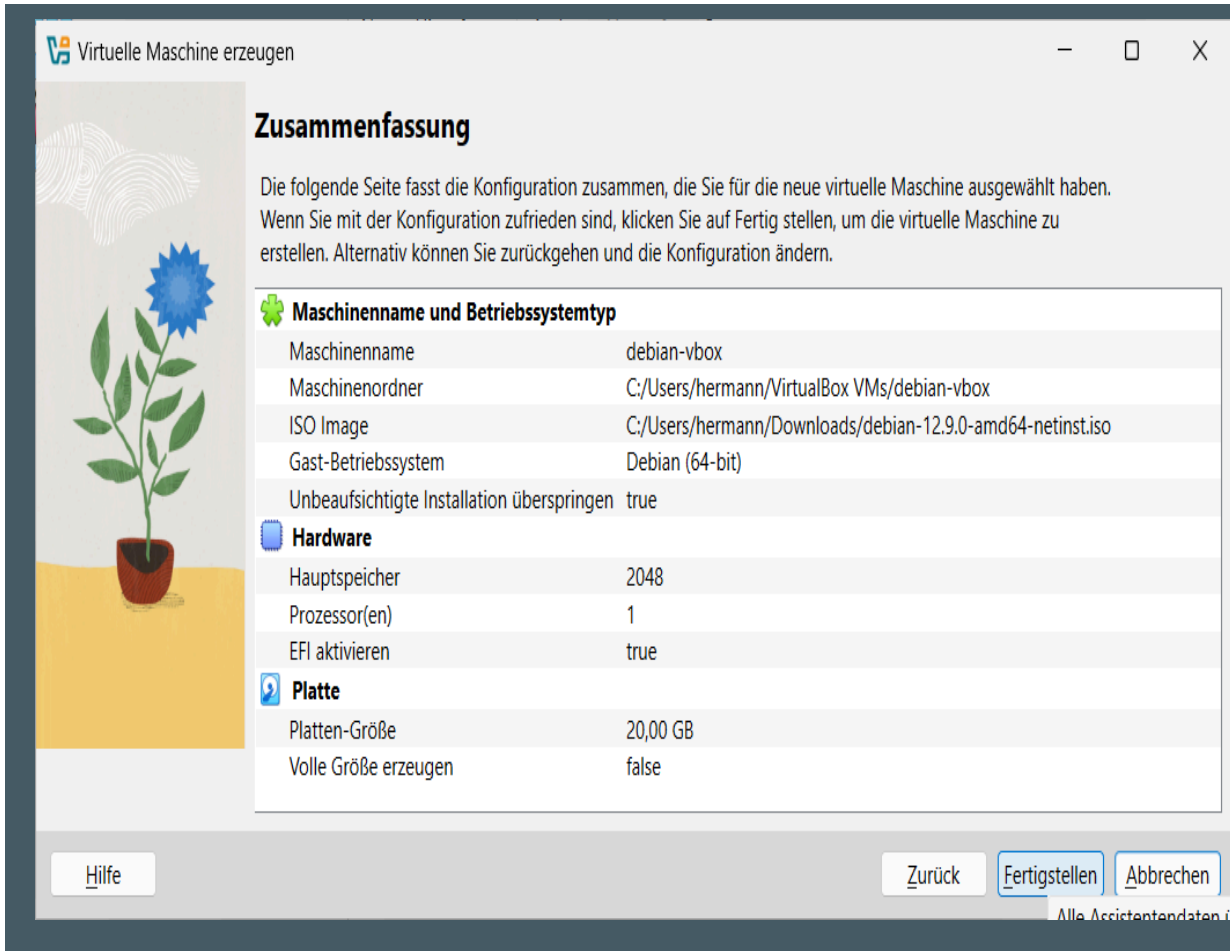 Virtuelle Maschine erzeugen
Zusammenfassung
Die folgende Seite fasst die Konfiguration zusammen, die Sie für die neue virtuelle Maschine ausgewählt haben.
Wenn Sie mit der Konfiguration zufrieden sind, klicken Sie auf Fertig stellen, um die virtuelle Maschine zu
erstellen. Alternativ können Sie zurückgehen und die Konfiguration ändern.
Maschinenname und Betriebssystemtyp
Maschinenname debian-vbox
Maschinenordner C:/Users/hermann/VirtualBox VMs/debian-vbox
ISO Image C:/Users/hermann/Downloads/debian-12.9.0-amd64-netinst.iso
Gast-Betriebssystem Debian (64-bit)
Unbeaufsichtigte Installation überspringen true
Hardware
Hauptspeicher 2048
Prozessor(en) 1
EFI aktivieren true
Platte
Platten-Größe 20,00 GB
Volle Größe erzeugen false
Hilfe Zurück Fertigstellen Abbrechen
Alle Assistentendaten